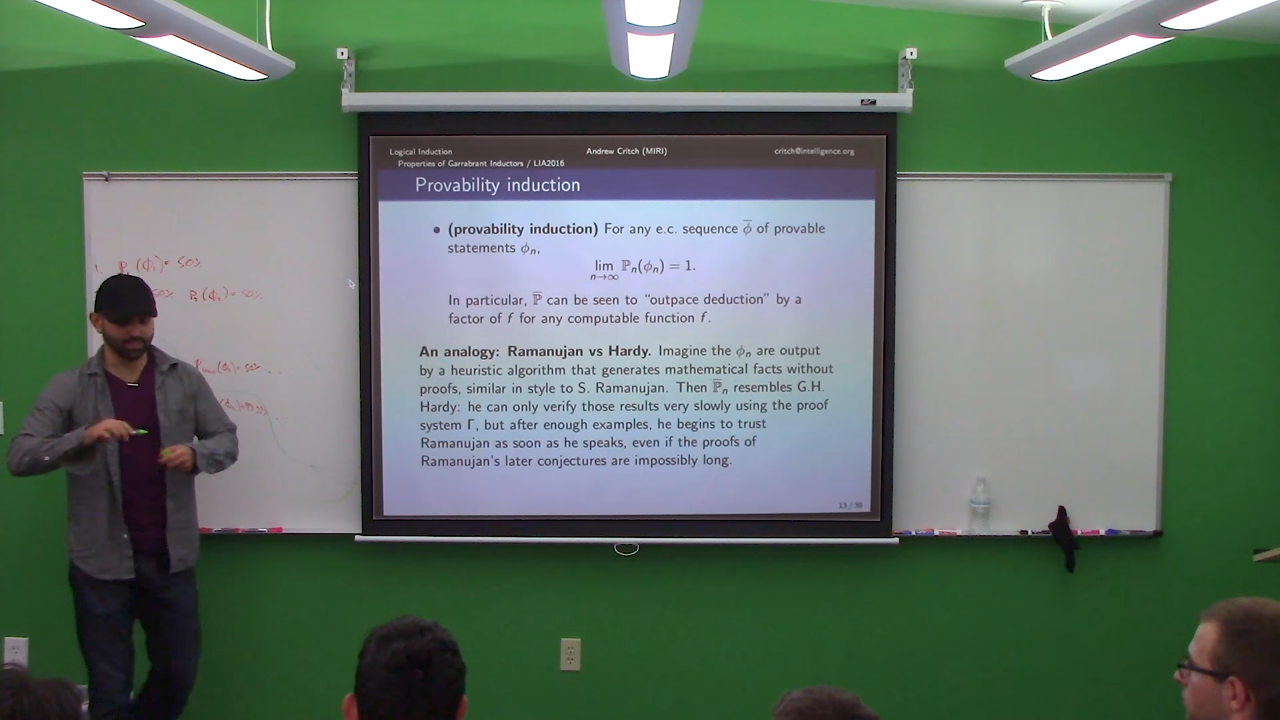 Logical Induction Andrew Critch (MIRI) critch@intelligence.org
Properties of Garrabrant Inductors / LIA2016
Provability induction
• (provability induction) For any e.c. sequence ϕ̅ of provable
statements ϕₙ,
lim n→∞ ℙₙ(ϕₙ) = 1.
In particular, ℙ̅ can be seen to "outpace deduction" by a
factor of f for any computable function f.
An analogy: Ramanujan vs Hardy. Imagine the ϕₙ are output
by a heuristic algorithm that generates mathematical facts without
proofs, similar in style to S. Ramanujan. Then ℙ̅ₙ resembles G.H.
Hardy: he can only verify those results very slowly using the proof
system Γ, but after enough examples, he begins to trust
Ramanujan as soon as he speaks, even if the proofs of
Ramanujan's later conjectures are impossibly long.
13 / 38
50%
50%